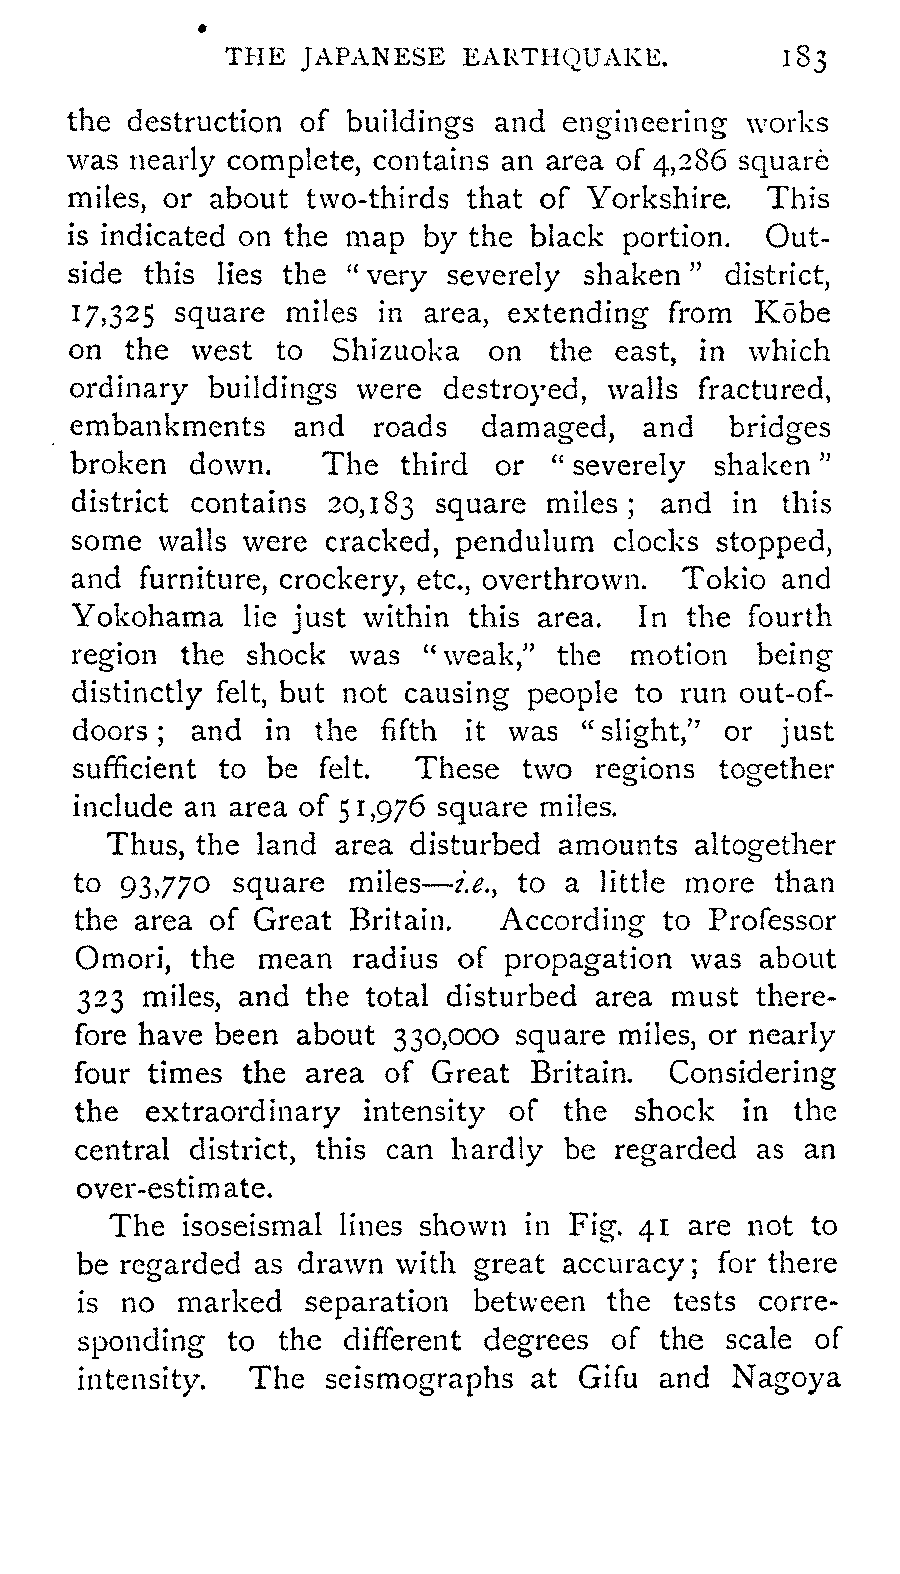 THE JAPANESE EARTHQUAKE. 183
the destruction of buildings and engineering works
was nearly complete, contains an area of 4,286 square
miles, or about two-thirds that of Yorkshire. This
is indicated on the map by the black portion. Out-
side this lies the “very severely shaken” district,
17,325 square miles in area, extending from Kōbe
on the west to Shizuoka on the east, in which
ordinary buildings were destroyed, walls fractured,
embankments and roads damaged, and bridges
broken down. The third or “severely shaken”
district contains 20,183 square miles; and in this
some walls were cracked, pendulum clocks stopped,
and furniture, crockery, etc., overthrown. Tokio and
Yokohama lie just within this area. In the fourth
region the shock was “weak,” the motion being
distinctly felt, but not causing people to run out-of-
doors; and in the fifth it was “slight,” or just
sufficient to be felt. These two regions together
include an area of 51,976 square miles.
Thus, the land area disturbed amounts altogether
to 93,770 square miles—i.e., to a little more than
the area of Great Britain. According to Professor
Omori, the mean radius of propagation was about
323 miles, and the total disturbed area must there-
fore have been about 330,000 square miles, or nearly
four times the area of Great Britain. Considering
the extraordinary intensity of the shock in the
central district, this can hardly be regarded as an
over-estimate.
The isoseismal lines shown in Fig. 41 are not to
be regarded as drawn with great accuracy; for there
is no marked separation between the tests corre-
sponding to the different degrees of the scale of
intensity. The seismographs at Gifu and Nagoya